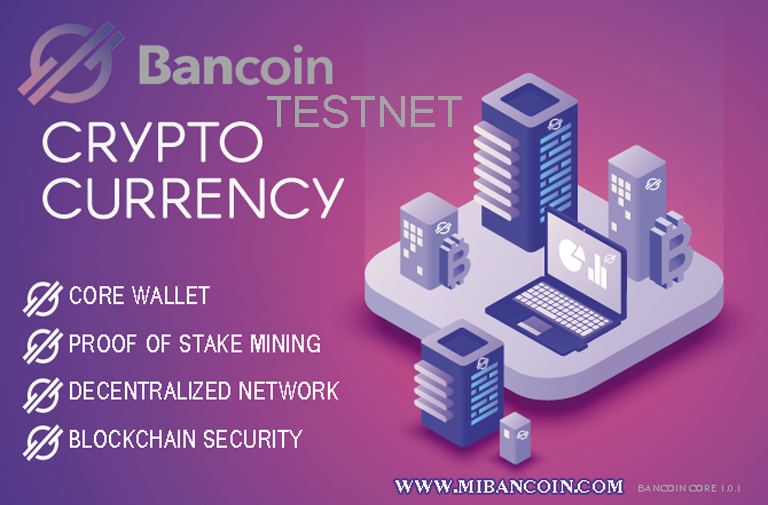 Bancoin
TESTNET
CRYPTO
CURRENCY
CORE WALLET
PROOF OF STAKE MINING
DECENTRALIZED NETWORK
BLOCKCHAIN SECURITY
WWW.MIBANCOIN.COM
BANCOIN CORE 1.0.1